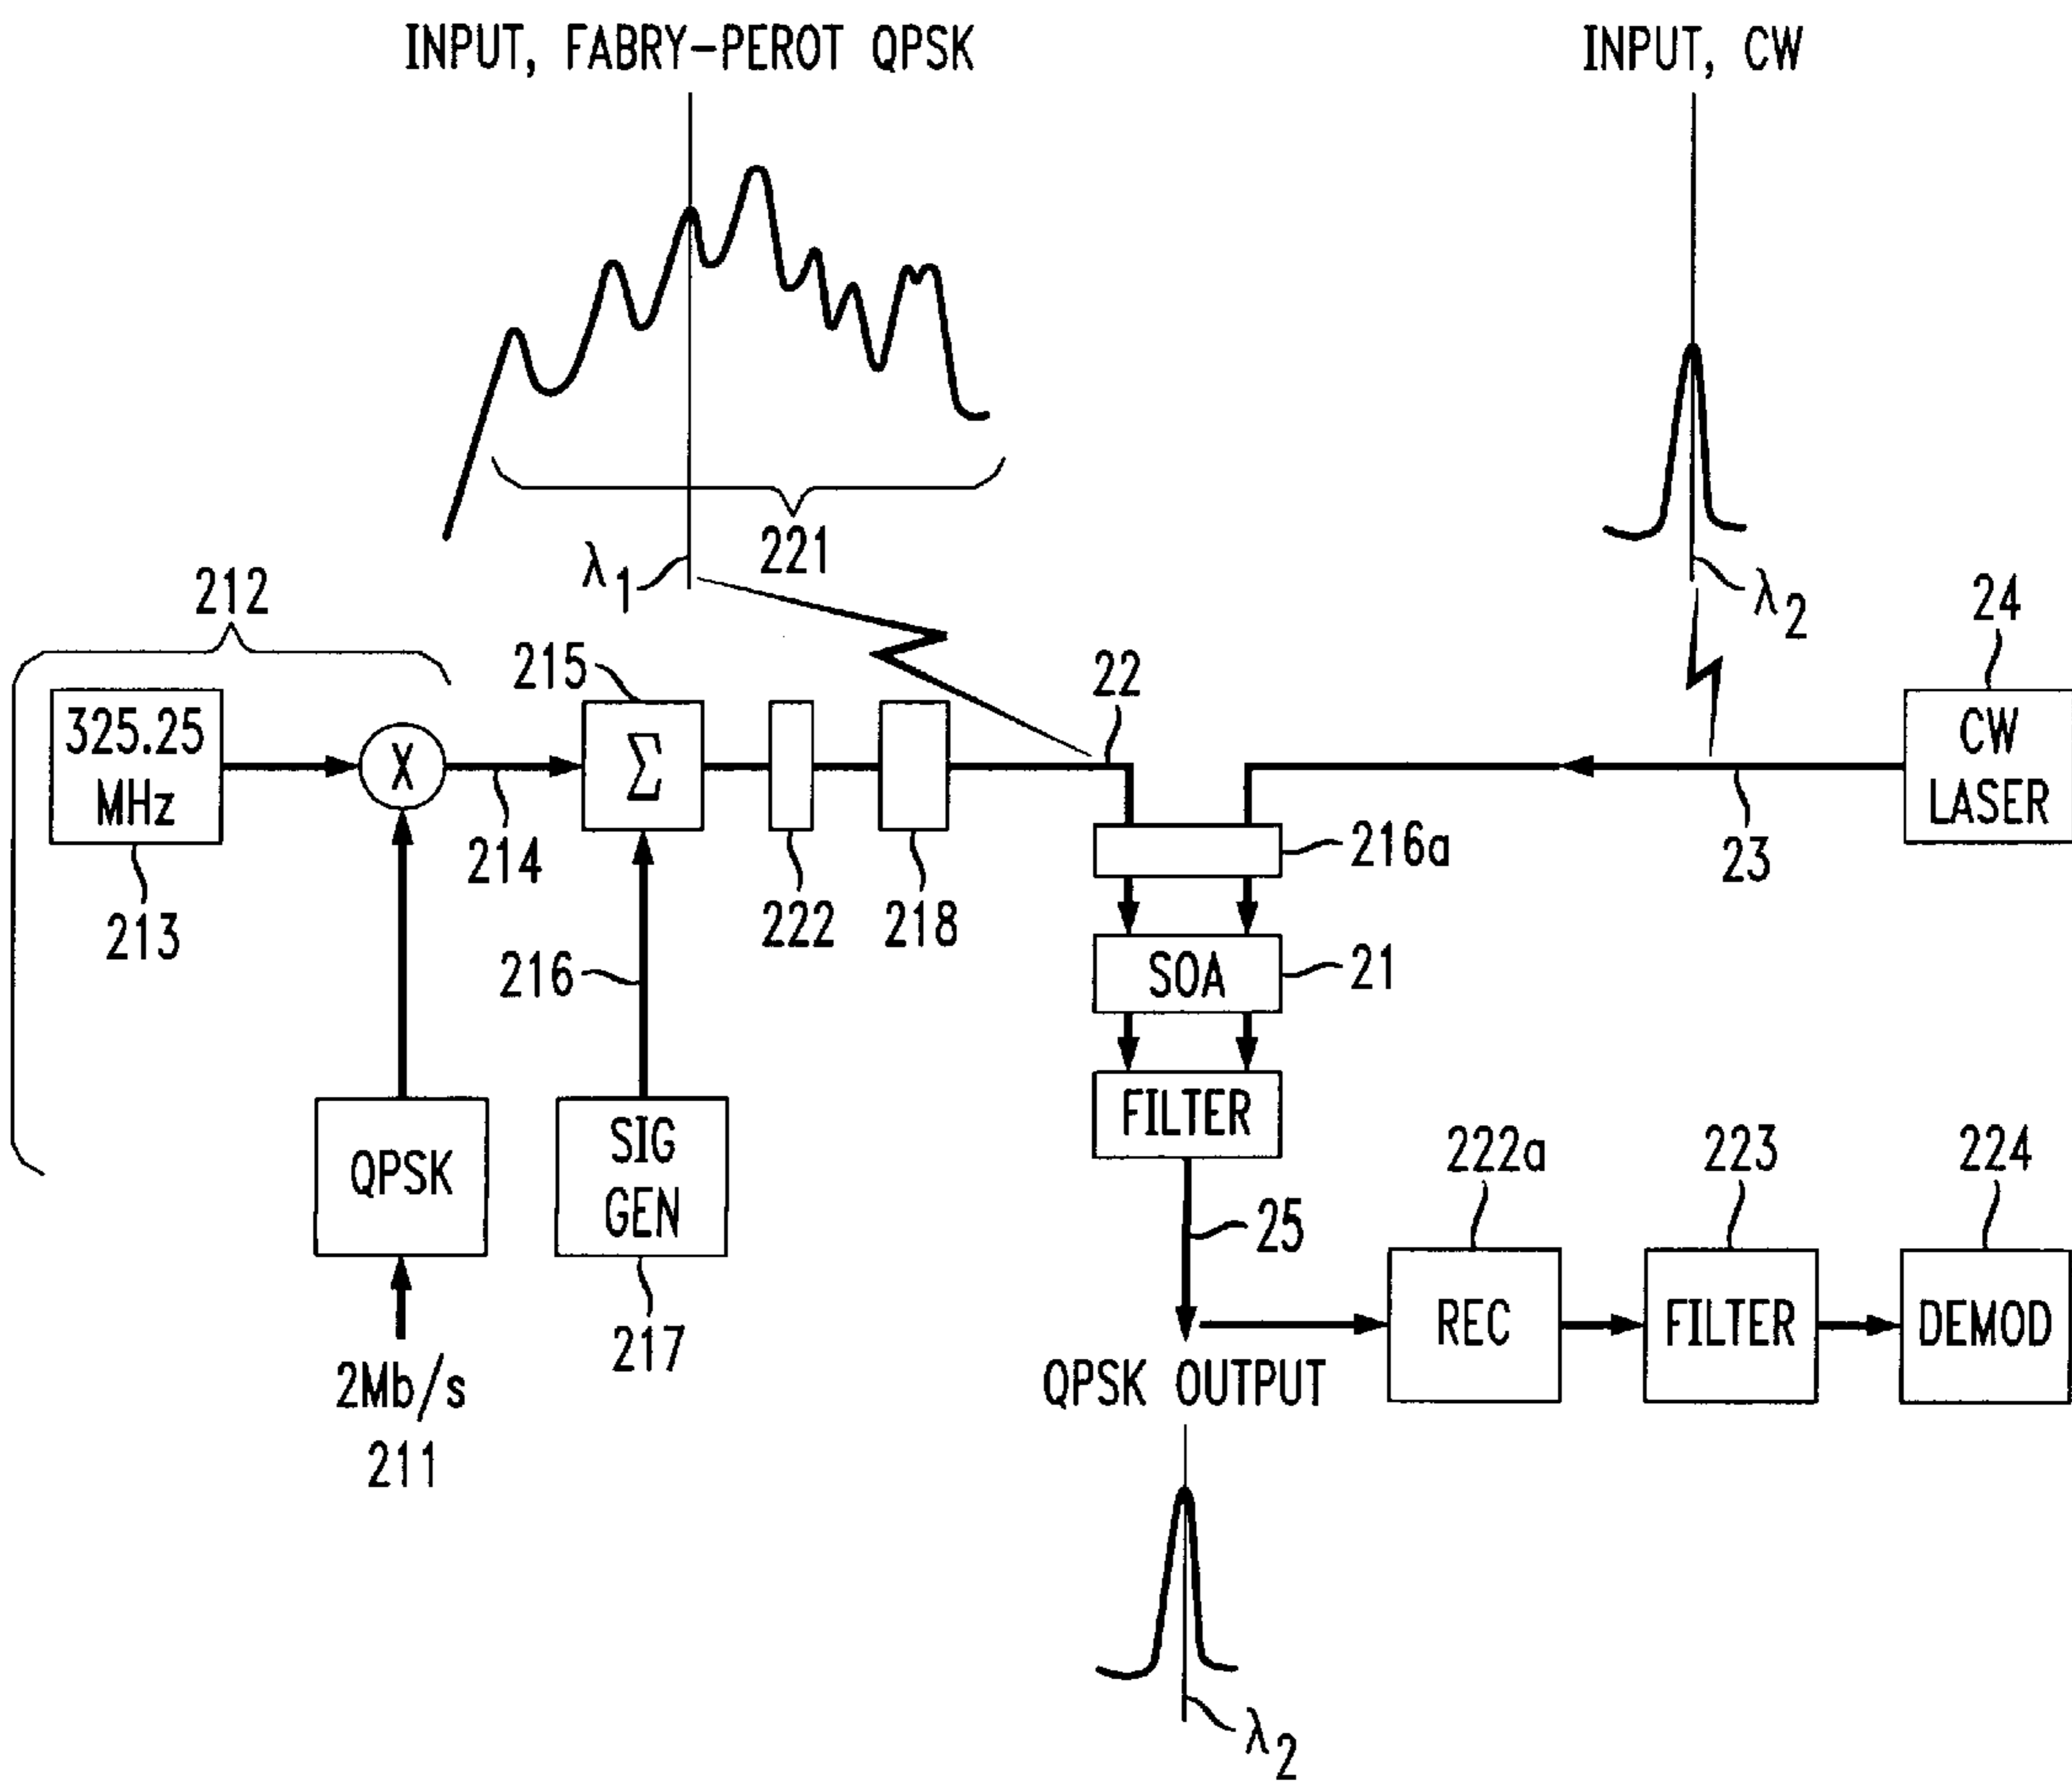 INPUT, FABRY-PEROT QPSK
INPUT, CW
λ1
221
λ2
212
215
22
24
325.25
MHz
X
Σ
CW
LASER
213
214
222
218
216a
23
216
SOA
21
QPSK
SIG
GEN
FILTER
25
222a
223
224
217
REC
FILTER
DEMOD
2Mb/s
211
QPSK OUTPUT
λ2